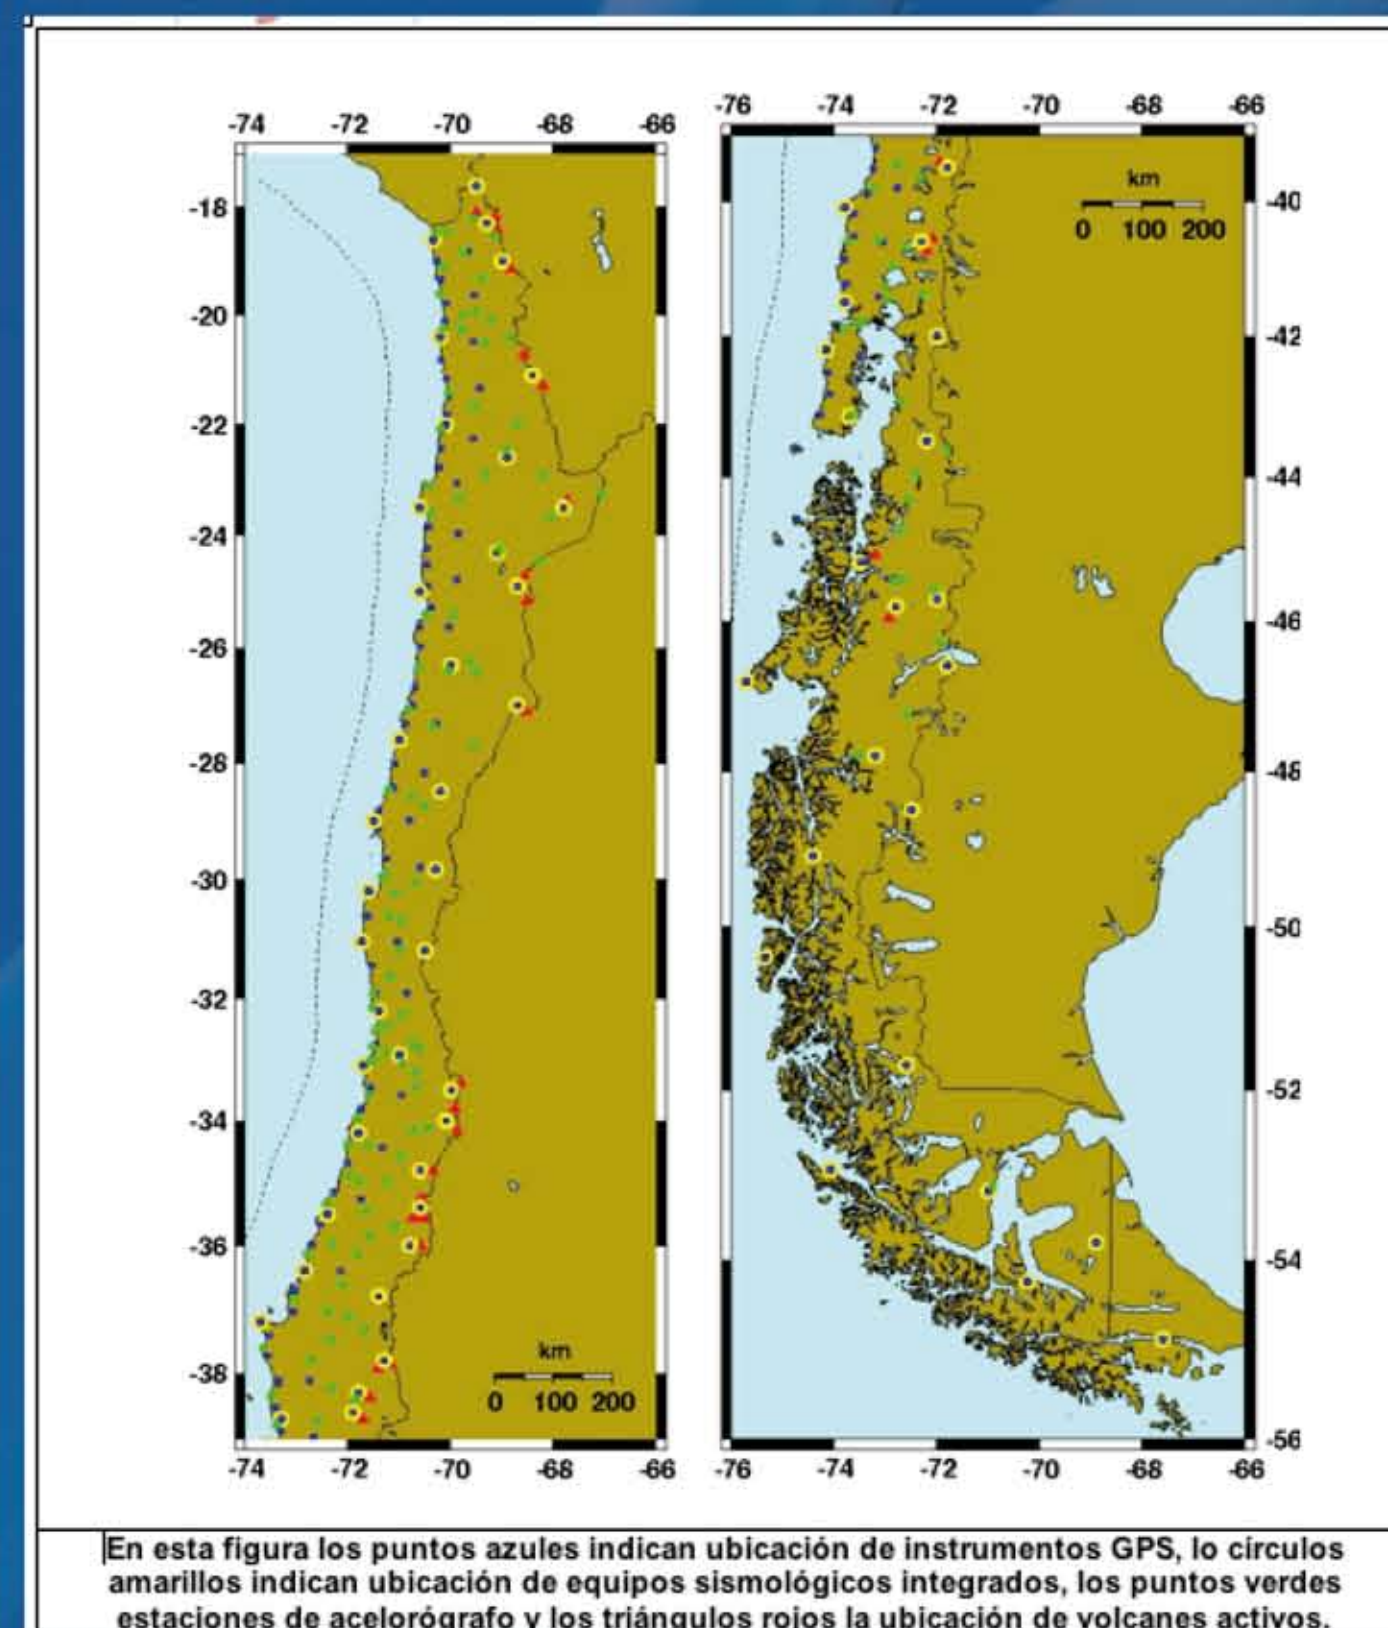 -74 -72 -70 -68 -66
-18
-20
-22
-24
-26
-28
-30
-32
-34
-36
-38
km
0 100 200
-74 -72 -70 -68 -66
-76 -74 -72 -70 -68 -66
km
0 100 200
-40
-42
-44
-46
-48
-50
-52
-54
-56
-76 -74 -72 -70 -68 -66
En esta figura los puntos azules indican ubicación de instrumentos GPS, lo círculos
amarillos indican ubicación de equipos sismológicos integrados, los puntos verdes
estaciones de acelorógrafo y los triángulos rojos la ubicación de volcanes activos.